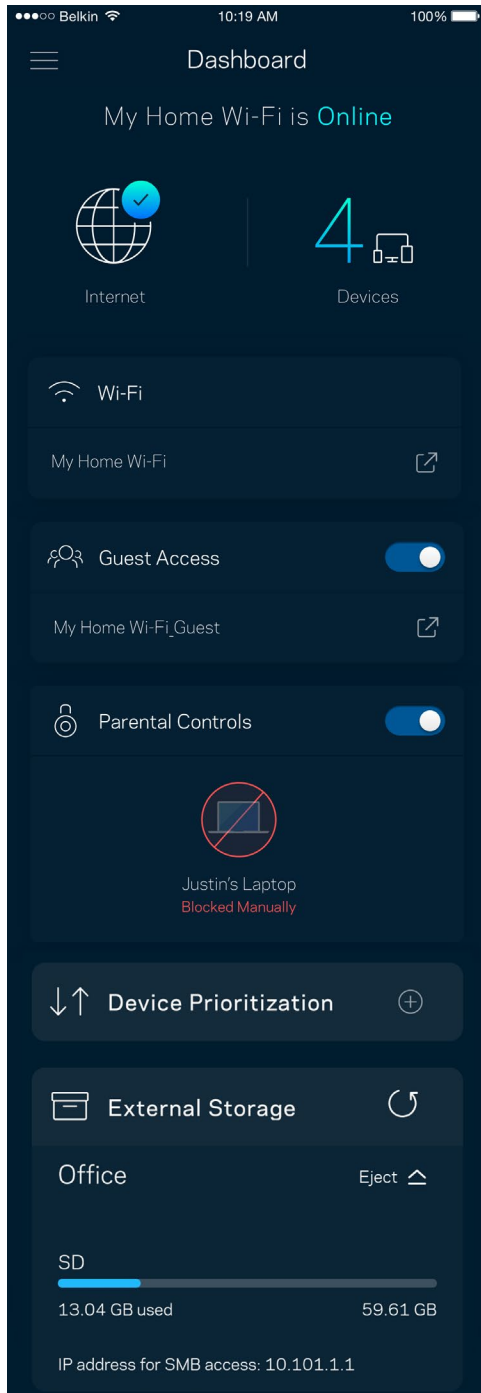 Belkin 10:19 AM 100%
Dashboard
My Home Wi-Fi is Online
4
Internet Devices
Wi-Fi
My Home Wi-Fi
Guest Access
My Home Wi-Fi_Guest
Parental Controls
Justin's Laptop
Blocked Manually
Device Prioritization
External Storage
Office Eject
SD
13.04 GB used 59.61 GB
IP address for SMB access: 10.101.1.1